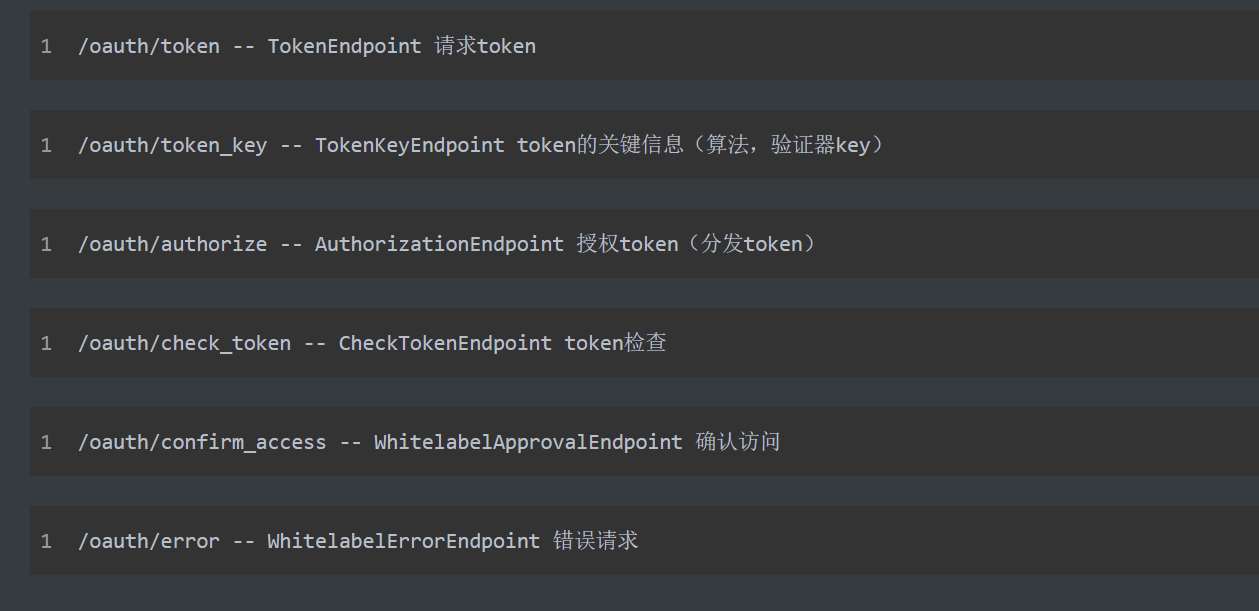 1 /oauth/token -- TokenEndpoint 请求token
1 /oauth/token_key -- TokenKeyEndpoint token的关键信息（算法，验证器key）
1 /oauth/authorize -- AuthorizationEndpoint 授权token（分发token）
1 /oauth/check_token -- CheckTokenEndpoint token检查
1 /oauth/confirm_access -- WhitelabelApprovalEndpoint 确认访问
1 /oauth/error -- WhitelabelErrorEndpoint 错误请求